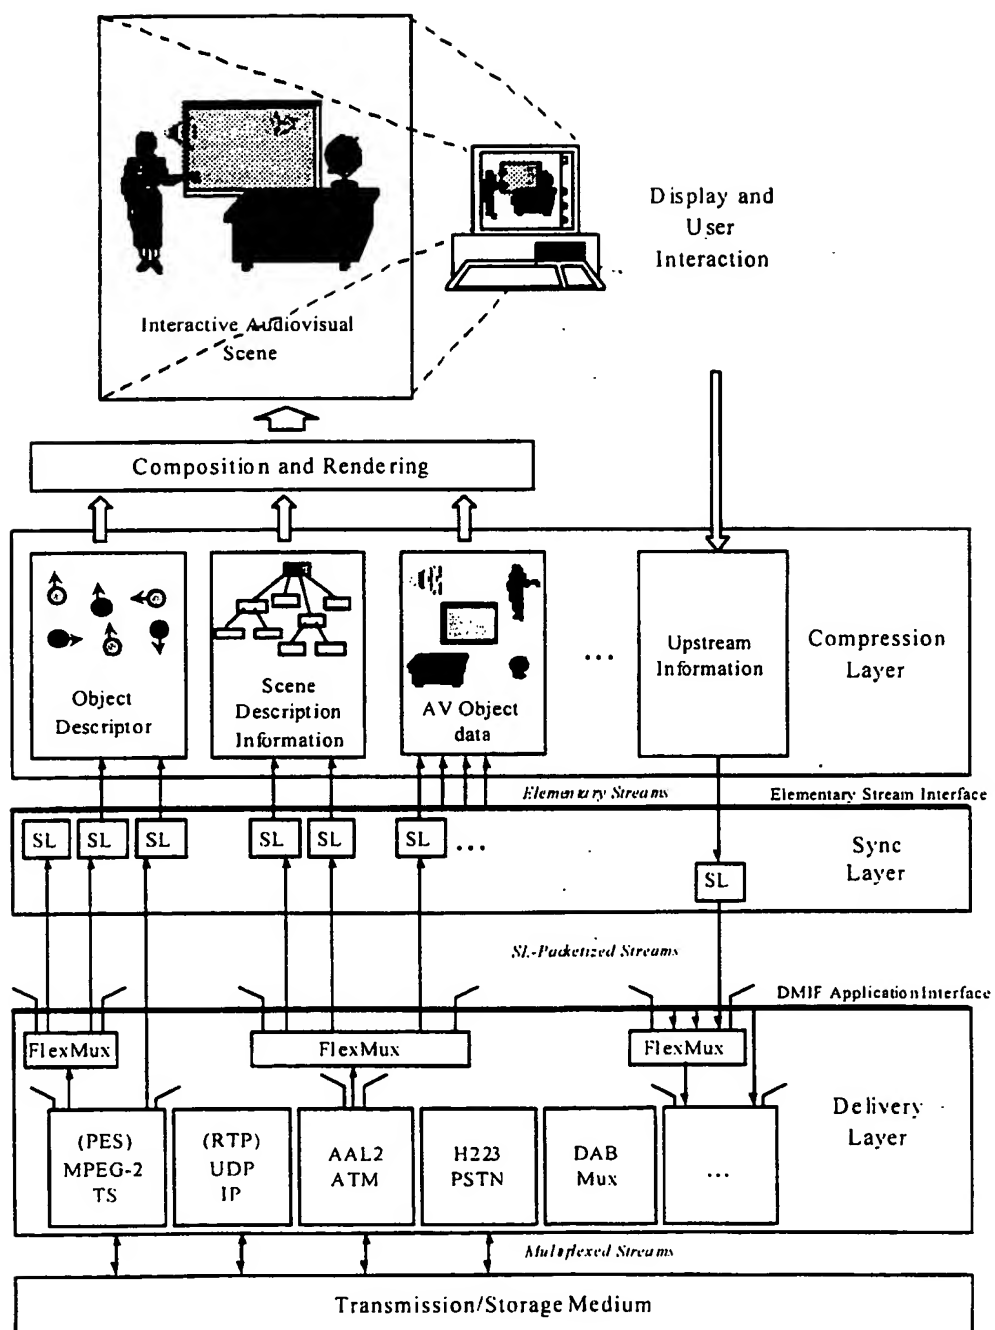 Display and
User
Interaction
Interactive Audiovisual
Scene
Composition and Rendering
Object
Descriptor
Scene
Description
Information
AV Object
data
...
Upstream
Information
Compression
Layer
Elementary Streams
Elementary Stream Interface
SL
SL
SL
SL
SL
SL
...
SL
Sync
Layer
SL-Packetized Streams
DMIF Application Interface
FlexMux
FlexMux
FlexMux
(PES)
MPEG-2
TS
(RTP)
UDP
IP
AAL2
ATM
H223
PSTN
DAB
Mux
...
Delivery
Layer
Multiplexed Streams
Transmission/Storage Medium